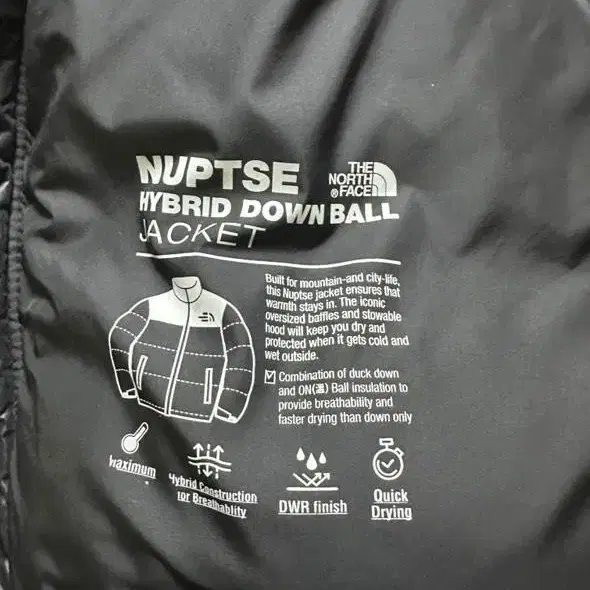 NUPTSE
THE
NORTH
®FACE
HYBRID DOWN BALL
JACKET
Built for mountain-and city-life,
this Nuptse jacket ensures that
warmth stays in. The iconic
oversized baffles and stowable
hood will keep you dry and
protected when it gets cold and
wet outside.
Combination of duck down
and ON(溫) Ball insulation to
provide breathability and
faster drying than down only
Maximum
Hybrid Construction
for Breathablity
DWR finish
Quick
Drying